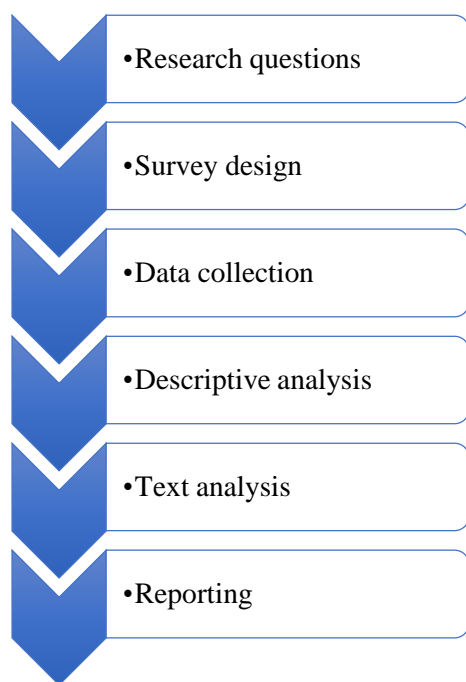 •Research questions
•Survey design
•Data collection
•Descriptive analysis
•Text analysis
•Reporting